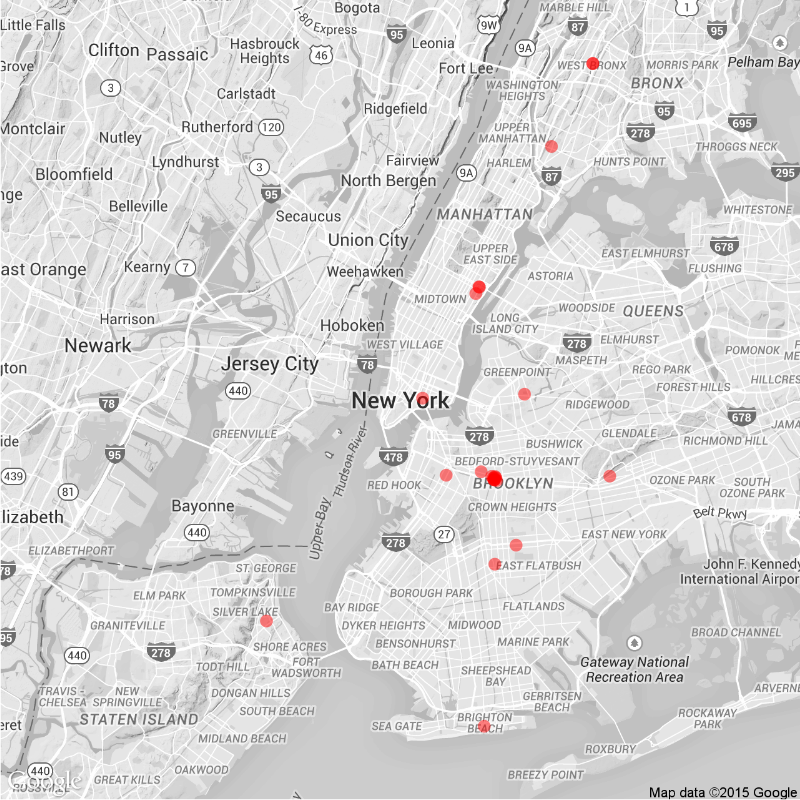 Little Falls
Bogota
MARBLE HILL
1
I-80 Express
95
9W
87
95
Clifton
Passaic
Hasbrouck
Heights
46
Leonia
9A
Grove
Fort Lee
WEST BRONX
MORRIS PARK
Pelham Bay
3
Carlstadt
WASHINGTON
HEIGHTS
BRONX
Ridgefield
95
695
Montclair
Nutley
Rutherford
120
UPPER
MANHATTAN
278
THROGGS NECK
Lyndhurst
3
Fairview
HARLEM
HUNTS POINT
Bloomfield
North Bergen
9A
87
295
nge
95
Belleville
Secaucus
MANHATTAN
WHITESTONE
Union City
UPPER
EAST SIDE
678
EAST ELMHURST
FLUSHING
ast Orange
Kearny
7
Weehawken
ASTORIA
MIDTOWN
WOODSIDE
QUEENS
Harrison
Hoboken
LONG
ISLAND CITY
Newark
WEST VILLAGE
278
ELMHURST
MASPETH
POMONOK
gton
Jersey City
78
GREENPOINT
REGO PARK
HILLCRES
FOREST HILLS
440
78
New York
RIDGEWOOD
678
JAMA
GREENVILLE
278
GLENDALE
RICHMOND HILL
side
95
478
BUSHWICK
BEDFORD-STUYVESANT
439
RED HOOK
BROOKLYN
OZONE PARK
SOUTH
OZONE PARK
81
Bayonne
Hudson River
CROWN HEIGHTS
Belt Pkwy
lizabeth
440
Upper Bay
278
27
EAST NEW YORK
ELIZABETHPORT
78
ST. GEORGE
EAST FLATBUSH
John F. Kennedy
International Airpor
ELM PARK
TOMPKINSVILLE
BOROUGH PARK
SILVER LAKE
BAY RIDGE
FLATLANDS
GRANITEVILLE
DYKER HEIGHTS
MIDWOOD
95
278
SHORE ACRES
BENSONHURST
MARINE PARK
BROAD CHANNEL
440
TODT HILL
FORT
WADSWORTH
BATH BEACH
SHEEPSHEAD
BAY
Gateway National
Recreation Area
TRAVIS -
CHELSEA
NEW
SPRINGVILLE
DONGAN HILLS
GERRITSEN
BEACH
ARVERNE
SOUTH BEACH
STATEN ISLAND
SEA GATE
BRIGHTON
BEACH
ROCKAWAY
PARK
eret
MIDLAND BEACH
ROXBURY
440
GREAT KILLS
OAKWOOD
BREEZY POINT
Google
ROSSVILLE
Map data ©2015 Google